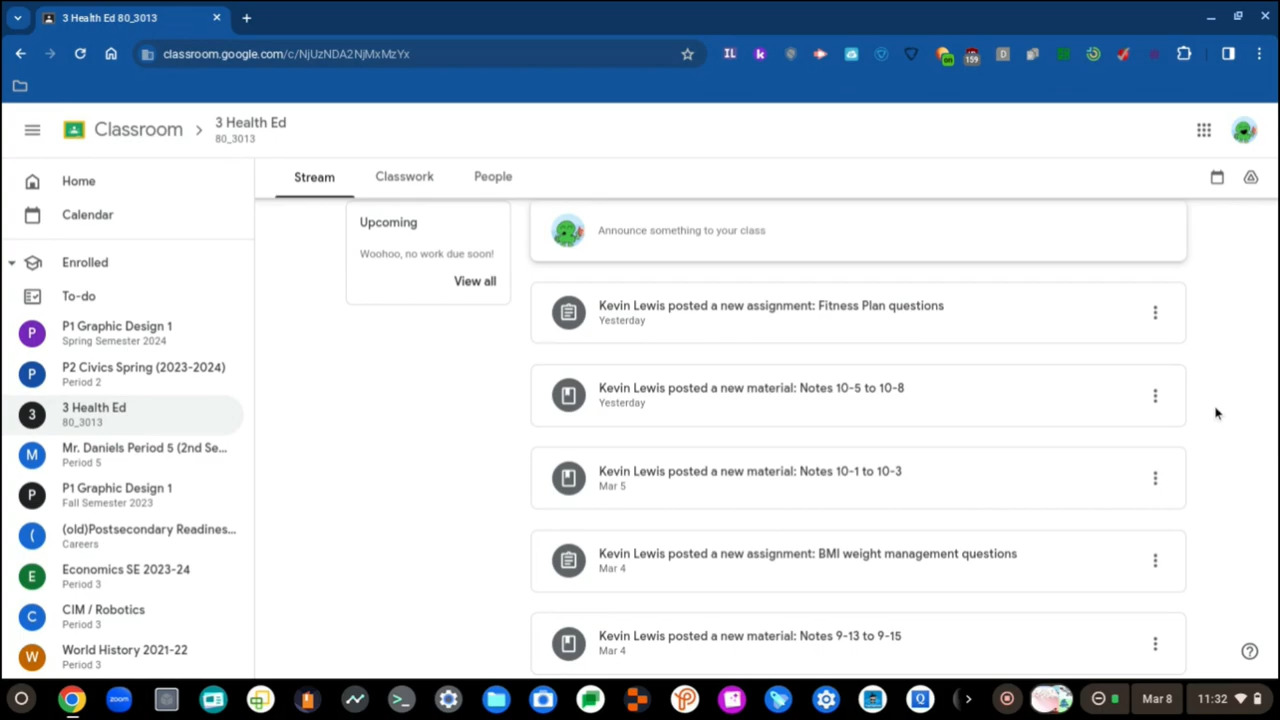 3 Health Ed 80_3013
classroom.google.com/c/NjUzNDA2NjMxMzYx
IL
k
on
159
D
Classroom
3 Health Ed
80_3013
Home
Calendar
Enrolled
To-do
P
P1 Graphic Design 1
Spring Semester 2024
P
P2 Civics Spring (2023-2024)
Period 2
3
3 Health Ed
80_3013
M
Mr. Daniels Period 5 (2nd Se...
Period 5
P
P1 Graphic Design 1
Fall Semester 2023
(
(old)Postsecondary Readines...
Careers
E
Economics SE 2023-24
Period 3
C
CIM / Robotics
Period 3
W
World History 2021-22
Period 3
Stream
Classwork
People
Upcoming
Woohoo, no work due soon!
View all
Announce something to your class
Kevin Lewis posted a new assignment: Fitness Plan questions
Yesterday
Kevin Lewis posted a new material: Notes 10-5 to 10-8
Yesterday
Kevin Lewis posted a new material: Notes 10-1 to 10-3
Mar 5
Kevin Lewis posted a new assignment: BMI weight management questions
Mar 4
Kevin Lewis posted a new material: Notes 9-13 to 9-15
Mar 4
zoom
Q
Mar 8
11:32